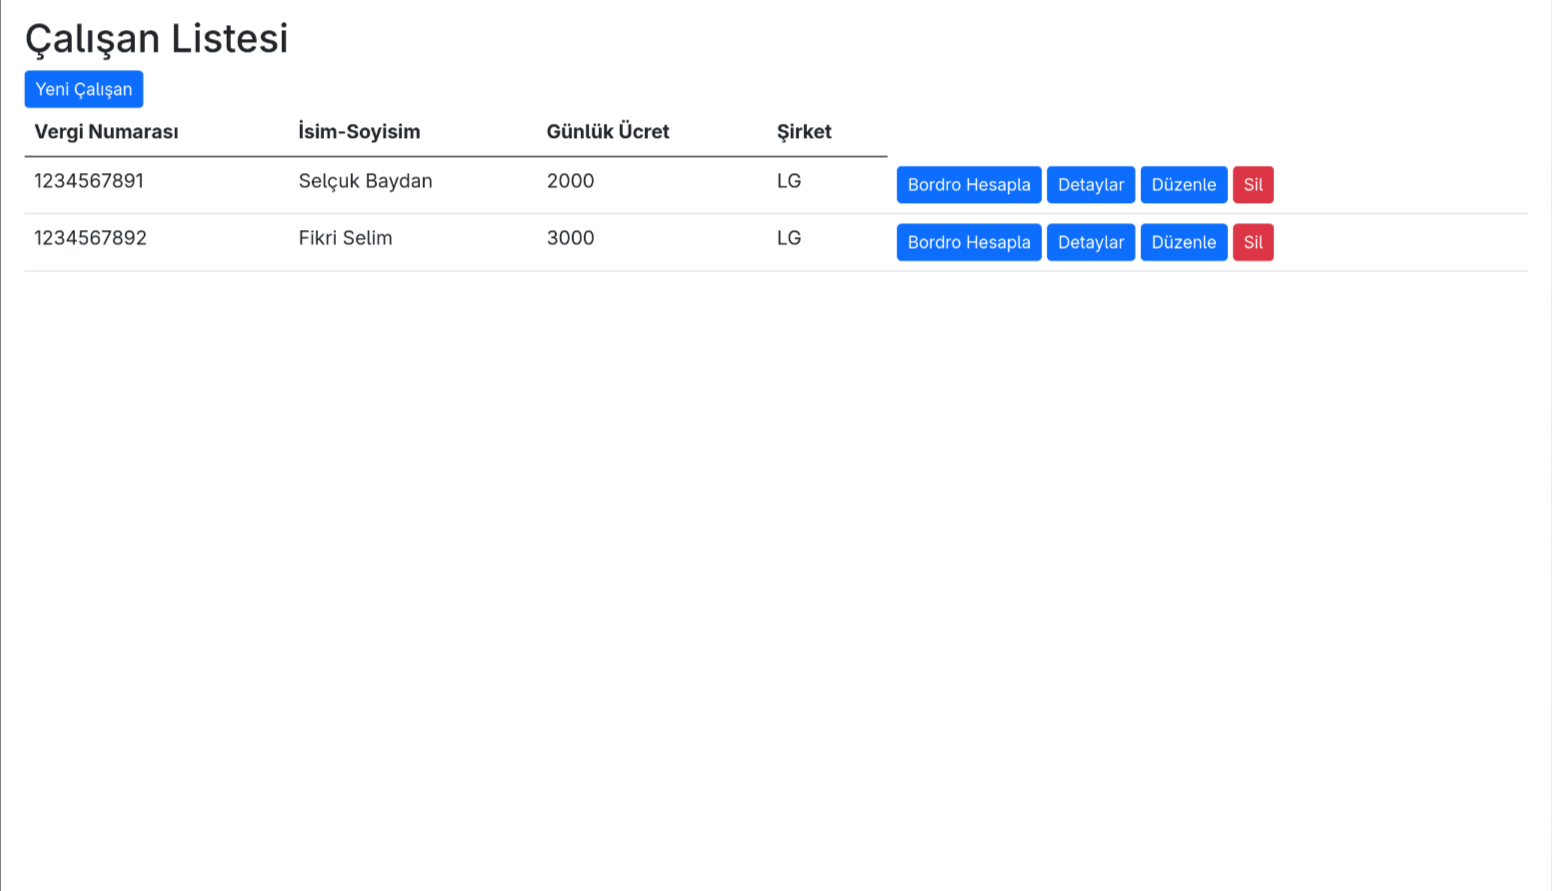 Çalışan Listesi
Yeni Çalışan
Vergi Numarası İsim-Soyisim Günlük Ücret Şirket
1234567891 Selçuk Baydan 2000 LG Bordro Hesapla Detaylar Düzenle Sil
1234567892 Fikri Selim 3000 LG Bordro Hesapla Detaylar Düzenle Sil